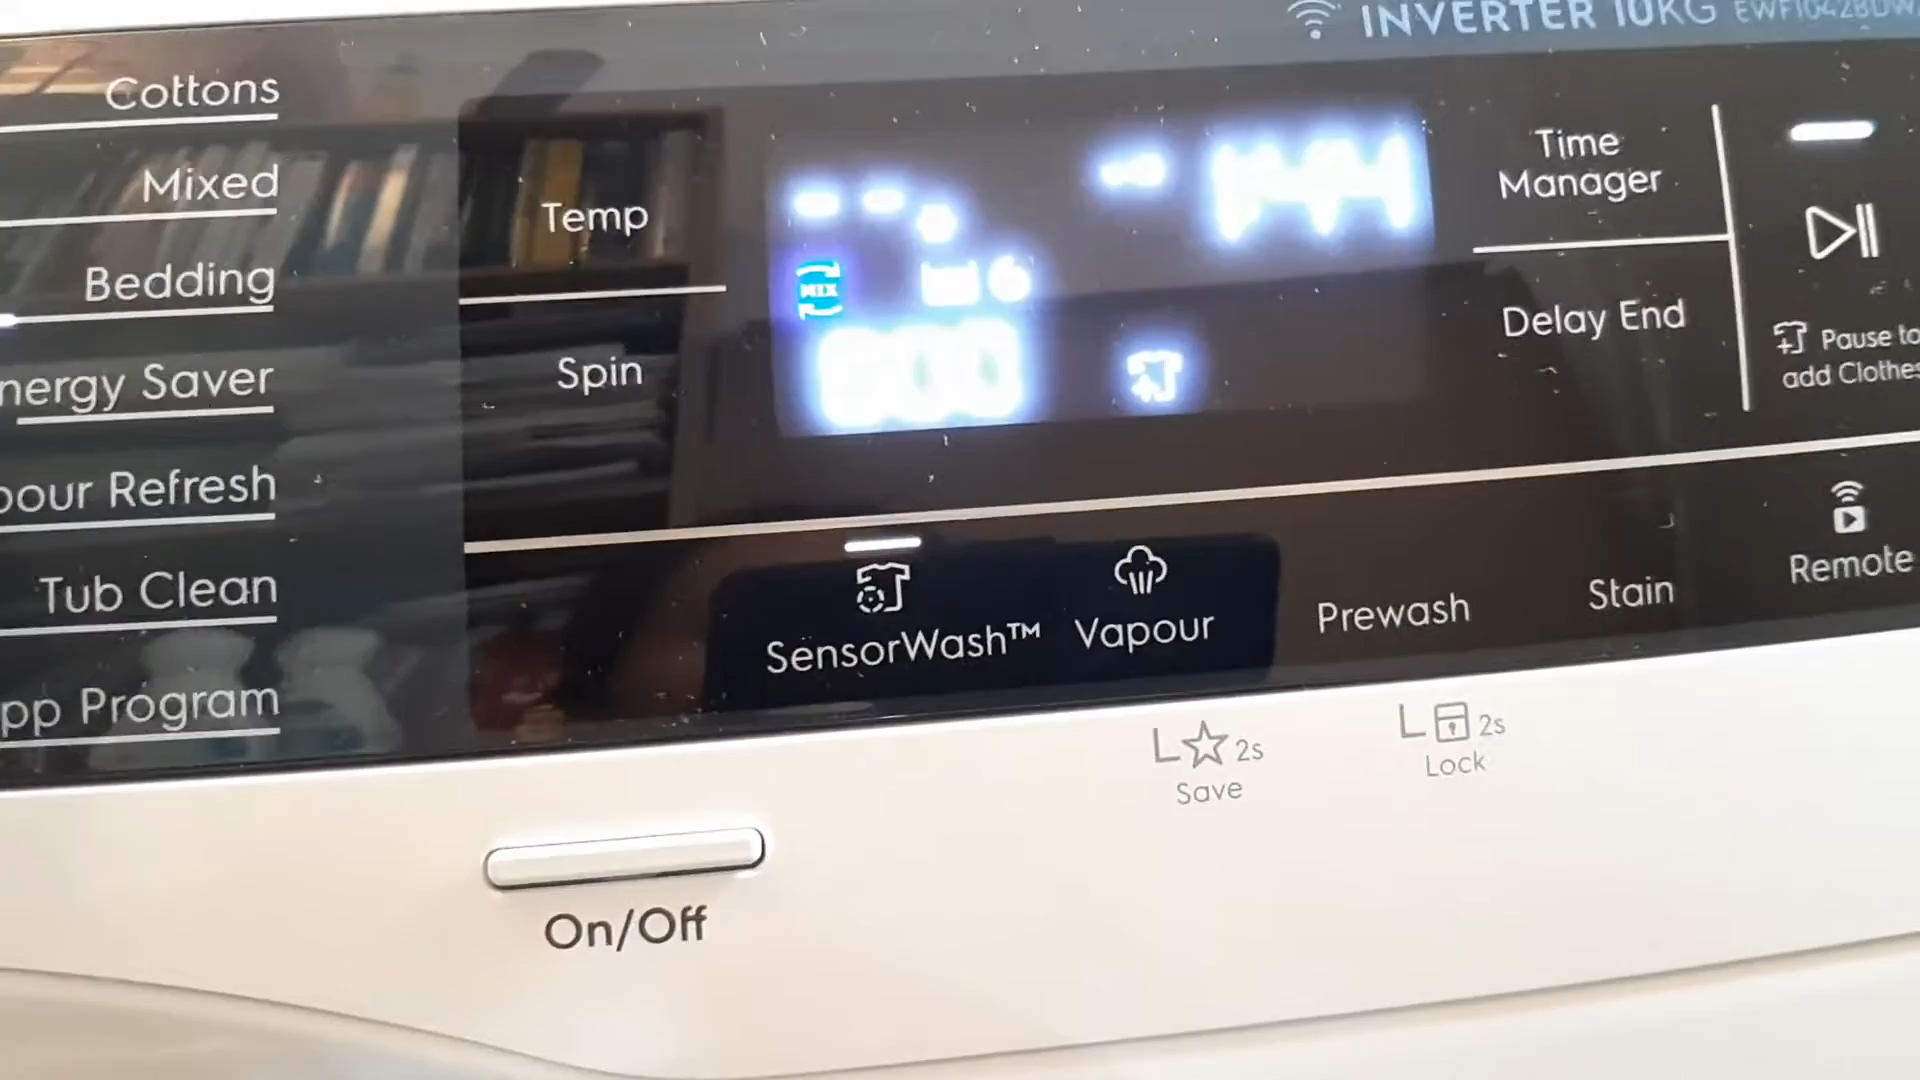 INVERTER 10KG
Cottons
Mixed
Bedding
nergy Saver
pour Refresh
Tub Clean
pp Program
Temp
Spin
MIX
Time
Manager
Delay End
Pause to
add Clothes
SensorWash™
Vapour
Prewash
Stain
Remote
2s
Save
2s
Lock
On/Off